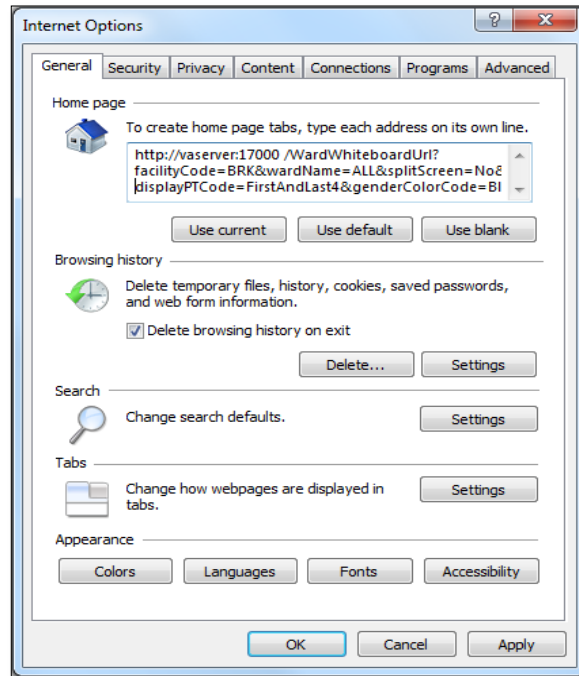 Internet Options
General Security Privacy Content Connections Programs Advanced
Home page
To create home page tabs, type each address on its own line.
http://vaserver:17000 /WardWhiteboardUrl?
facilityCode=BRK&wardName=ALL&splitScreen=No&
displayPTCode=FirstAndLast4&genderColorCode=Bl
Use current Use default Use blank
Browsing history
Delete temporary files, history, cookies, saved passwords,
and web form information.
Delete browsing history on exit
Delete... Settings
Search
Change search defaults. Settings
Tabs
Change how webpages are displayed in
tabs.
Settings
Appearance
Colors Languages Fonts Accessibility
OK Cancel Apply